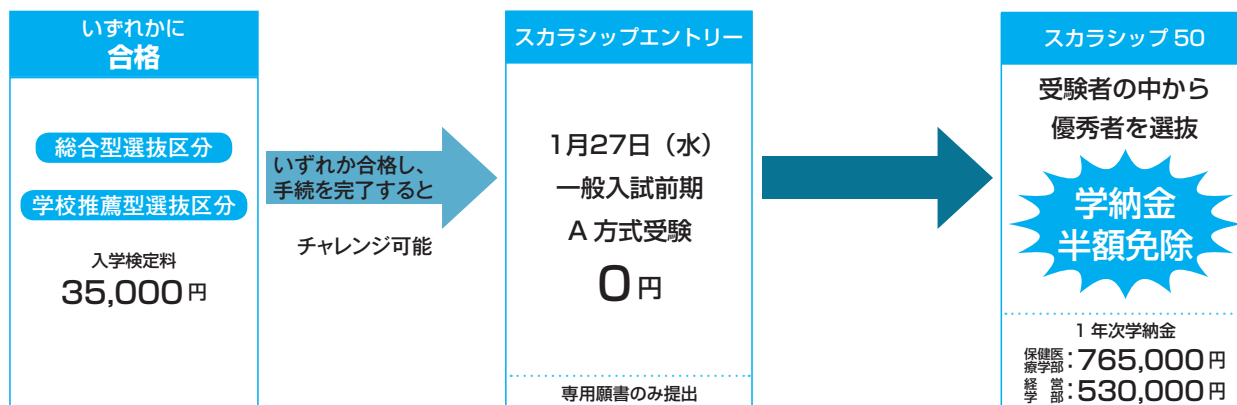 いずれかに
合格
総合型選抜区分
学校推薦型選抜区分
入学検定料
35,000円
いずれか合格し、
手続を完了すると
チャレンジ可能
スカラシップエントリー
1月27日（水）
一般入試前期
A 方式受験
0円
専用願書のみ提出
スカラシップ 50
受験者の中から
優秀者を選抜
学納金
半額免除
1 年次学納金
保健医療学部：765,000円
経営学部：530,000円